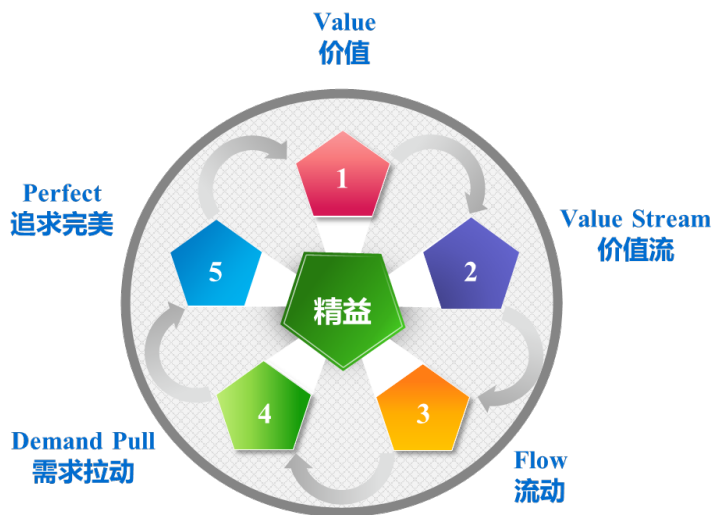 Value
价值
1
Value Stream
价值流
2
Flow
流动
3
Demand Pull
需求拉动
4
Perfect
追求完美
5
精益